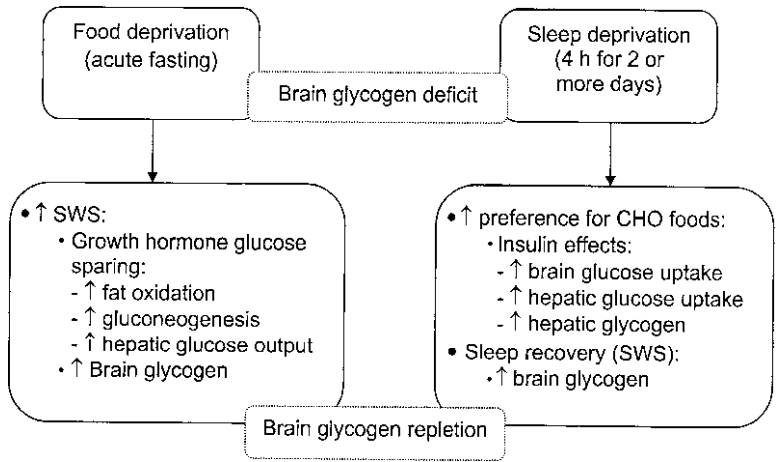 Food deprivation
(acute fasting)
Sleep deprivation
(4 h for 2 or
more days)
Brain glycogen deficit
• ↑ SWS:
• Growth hormone glucose
sparing:
- ↑ fat oxidation
- ↑ gluconeogenesis
- ↑ hepatic glucose output
• ↑ Brain glycogen
• ↑ preference for CHO foods:
• Insulin effects:
- ↑ brain glucose uptake
- ↑ hepatic glucose uptake
- ↑ hepatic glycogen
• Sleep recovery (SWS):
• ↑ brain glycogen
Brain glycogen repletion